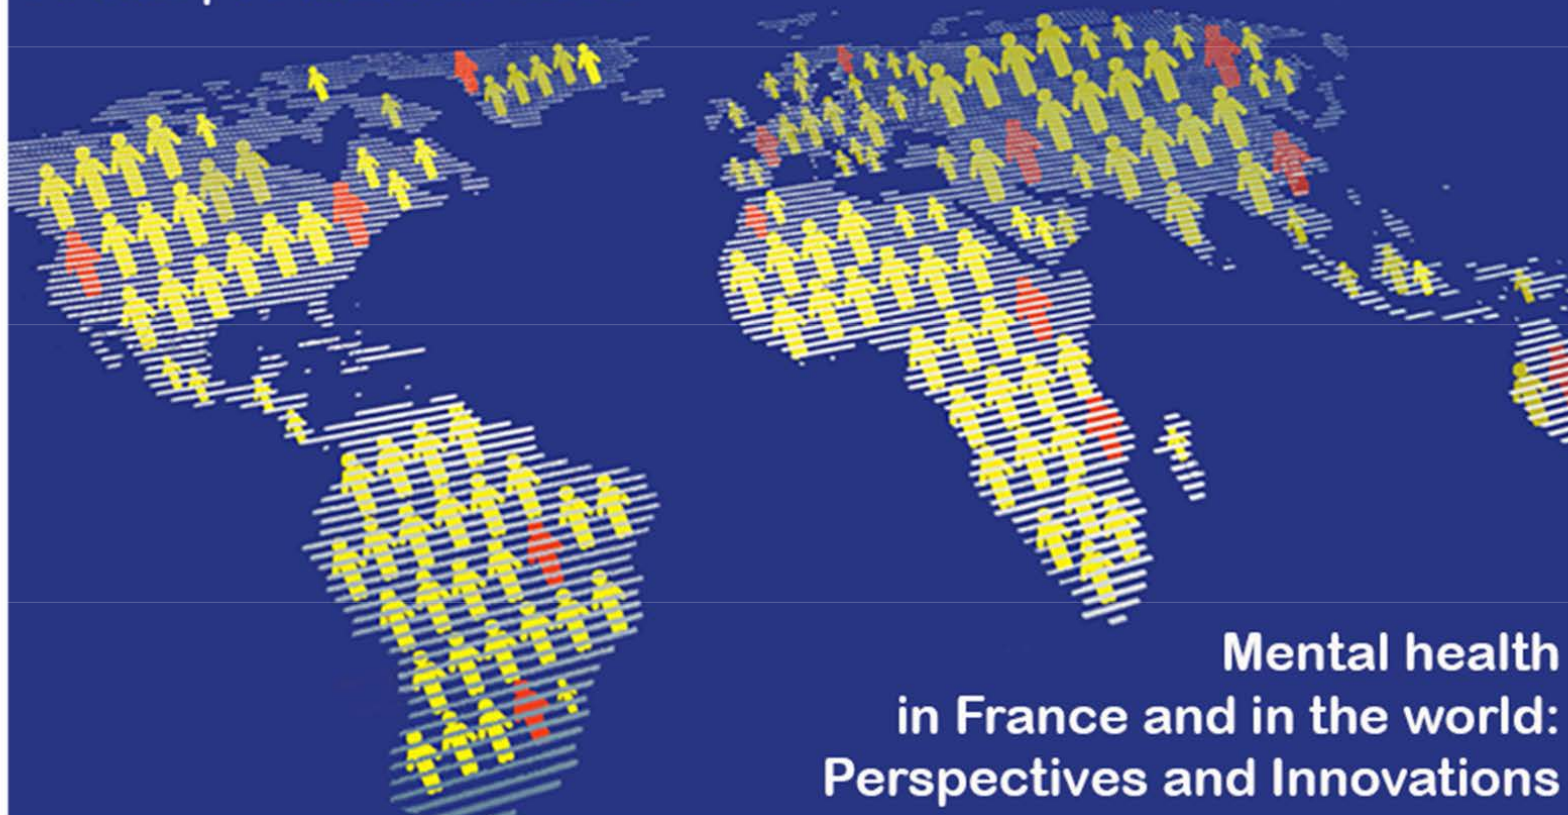 Mental health
in France and in the world:
Perspectives and Innovations